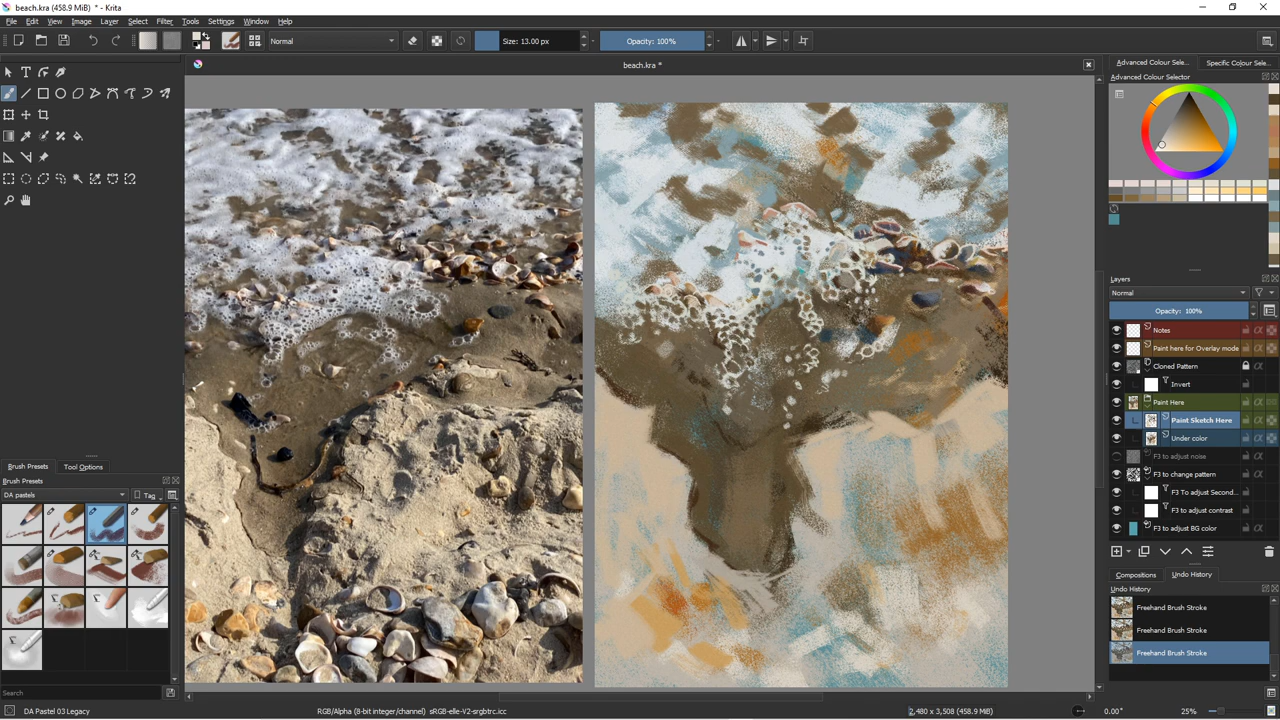 beach.kra (458.9 MiB) * - Krita
File Edit View Image Layer Select Filter Tools Settings Window Help
Normal Size: 13.00 px Opacity: 100%
beach.kra *
Advanced Colour Sele... Specific Colour Sele...
Advanced Colour Selector
Layers
Normal
Opacity: 100%
Notes
Paint here for Overlay mode
Cloned Pattern
Invert
Paint Here
Paint Sketch Here
Under color
F3 to adjust noise
F3 to change pattern
F3 To adjust Second...
F3 to adjust contrast
F3 to adjust BG color
Compositions Undo History
Undo History
Freehand Brush Stroke
Freehand Brush Stroke
Freehand Brush Stroke
Brush Presets Tool Options
Brush Presets
DA pastels Tag
Search
DA Pastel 03 Legacy RGB/Alpha (8-bit integer/channel) sRGB-elle-V2-srgbtrc.icc 2,480 x 3,508 (458.9 MiB) 0.00° 25%